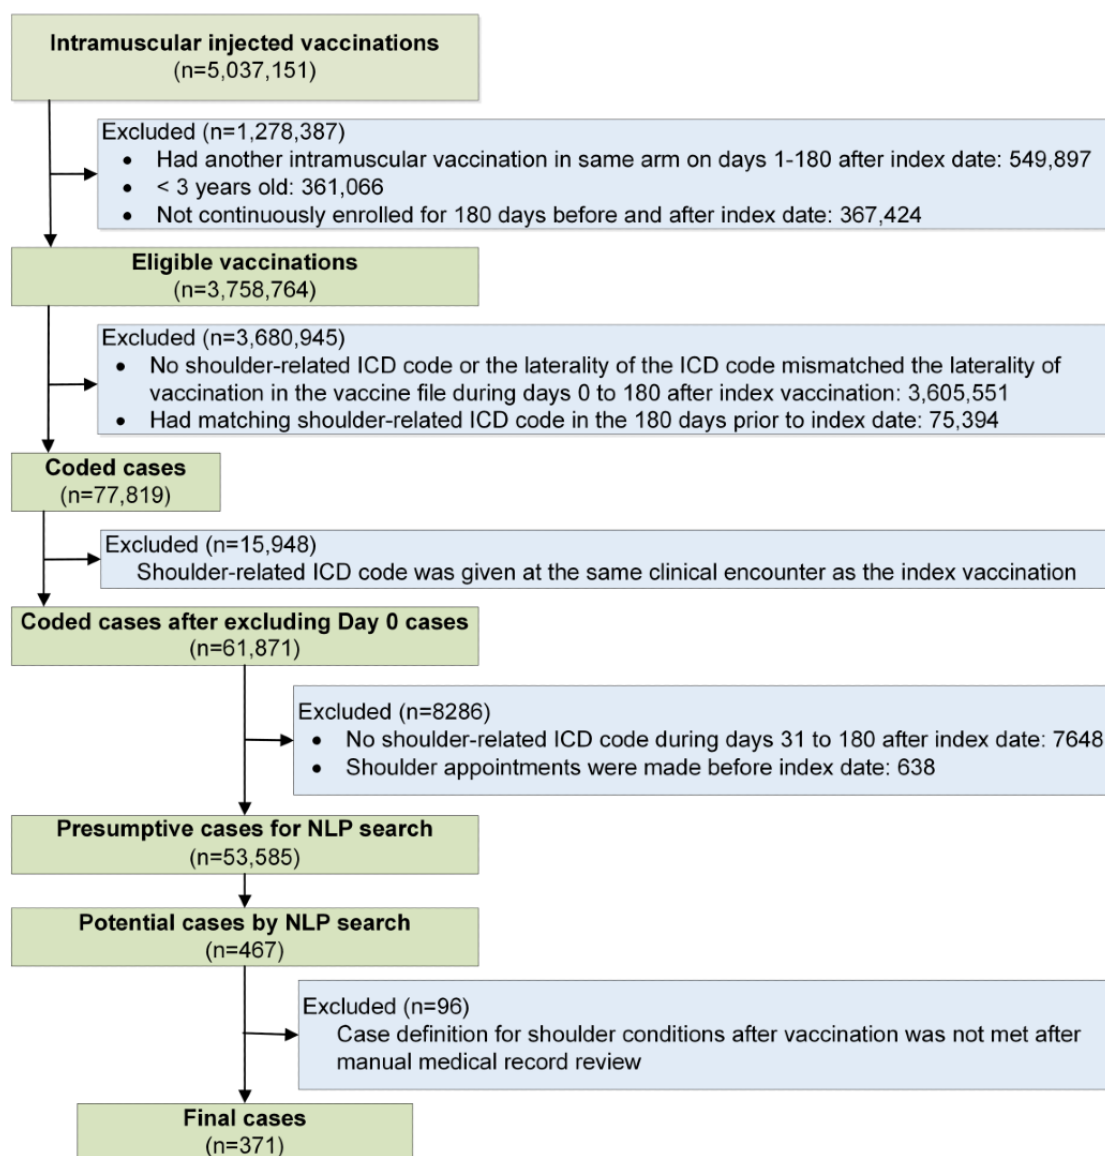 Intramuscular injected vaccinations
(n=5,037,151)
Excluded (n=1,278,387)
• Had another intramuscular vaccination in same arm on days 1-180 after index date: 549,897
• < 3 years old: 361,066
• Not continuously enrolled for 180 days before and after index date: 367,424
Eligible vaccinations
(n=3,758,764)
Excluded (n=3,680,945)
• No shoulder-related ICD code or the laterality of the ICD code mismatched the laterality of
vaccination in the vaccine file during days 0 to 180 after index vaccination: 3,605,551
• Had matching shoulder-related ICD code in the 180 days prior to index date: 75,394
Coded cases
(n=77,819)
Excluded (n=15,948)
Shoulder-related ICD code was given at the same clinical encounter as the index vaccination
Coded cases after excluding Day 0 cases
(n=61,871)
Excluded (n=8286)
• No shoulder-related ICD code during days 31 to 180 after index date: 7648
• Shoulder appointments were made before index date: 638
Presumptive cases for NLP search
(n=53,585)
Potential cases by NLP search
(n=467)
Excluded (n=96)
Case definition for shoulder conditions after vaccination was not met after
manual medical record review
Final cases
(n=371)